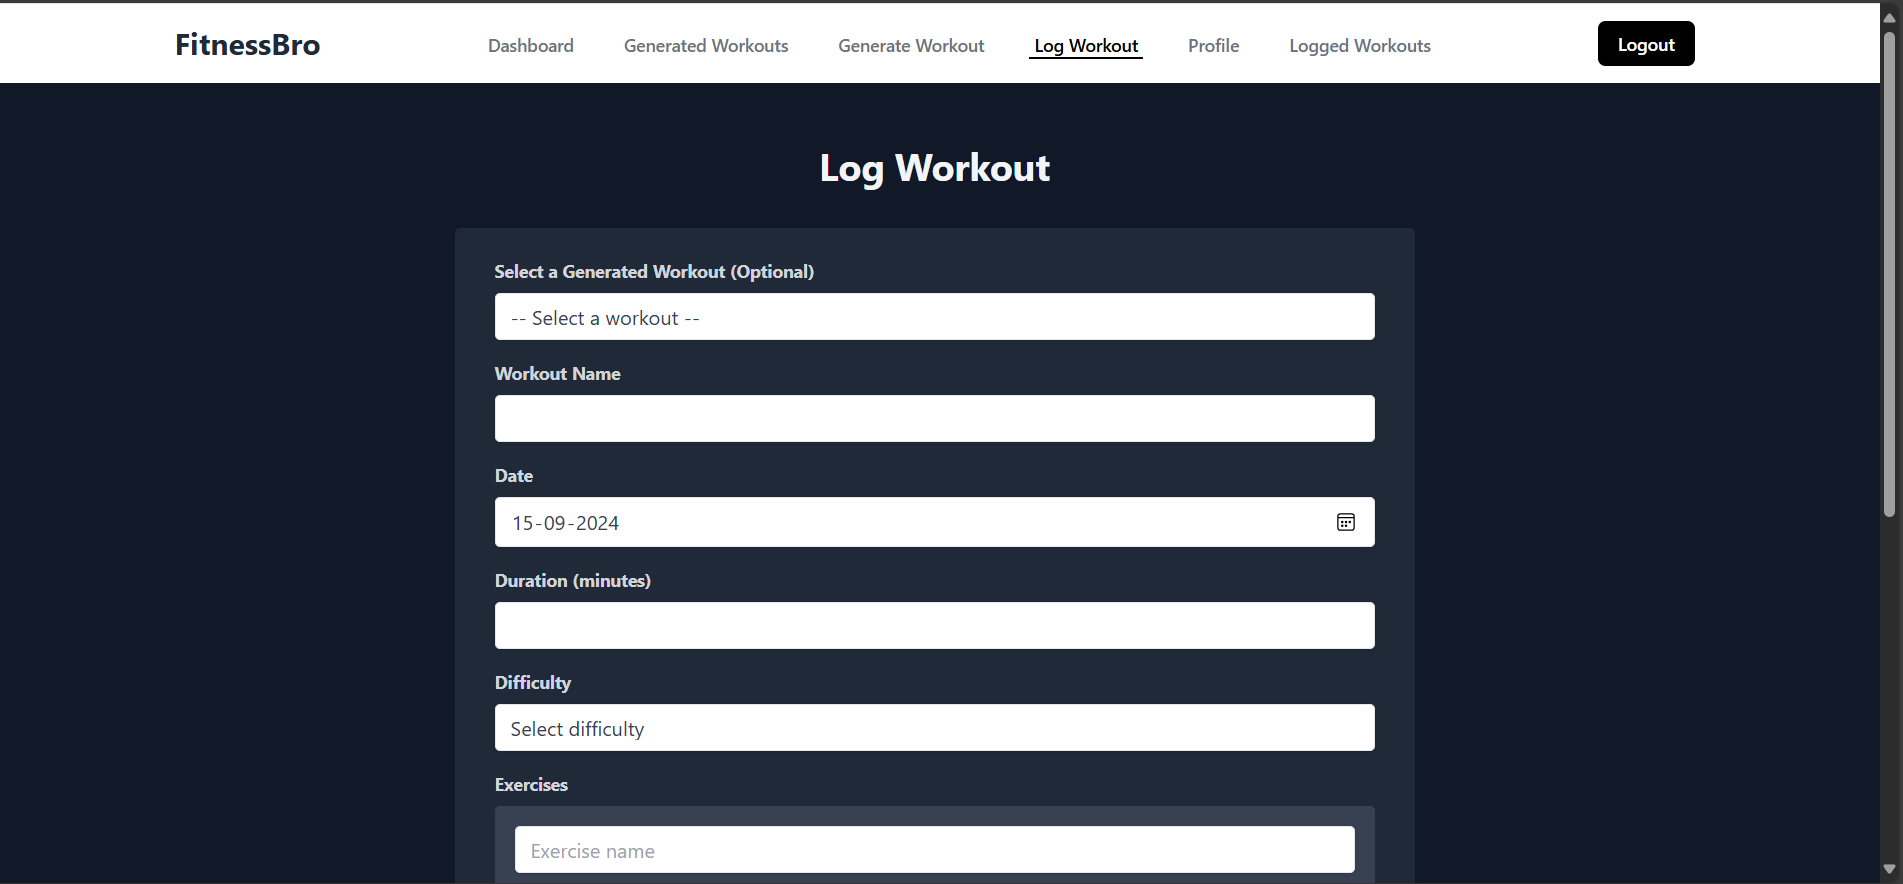 FitnessBro Dashboard Generated Workouts Generate Workout Log Workout Profile Logged Workouts Logout
Log Workout
Select a Generated Workout (Optional)
-- Select a workout --
Workout Name
Date
15-09-2024
Duration (minutes)
Difficulty
Select difficulty
Exercises
Exercise name